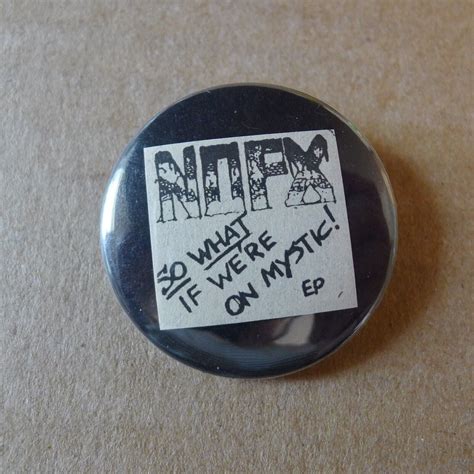 NOFX
SO WHAT
IF WE'RE
ON MYSTIC!
EP